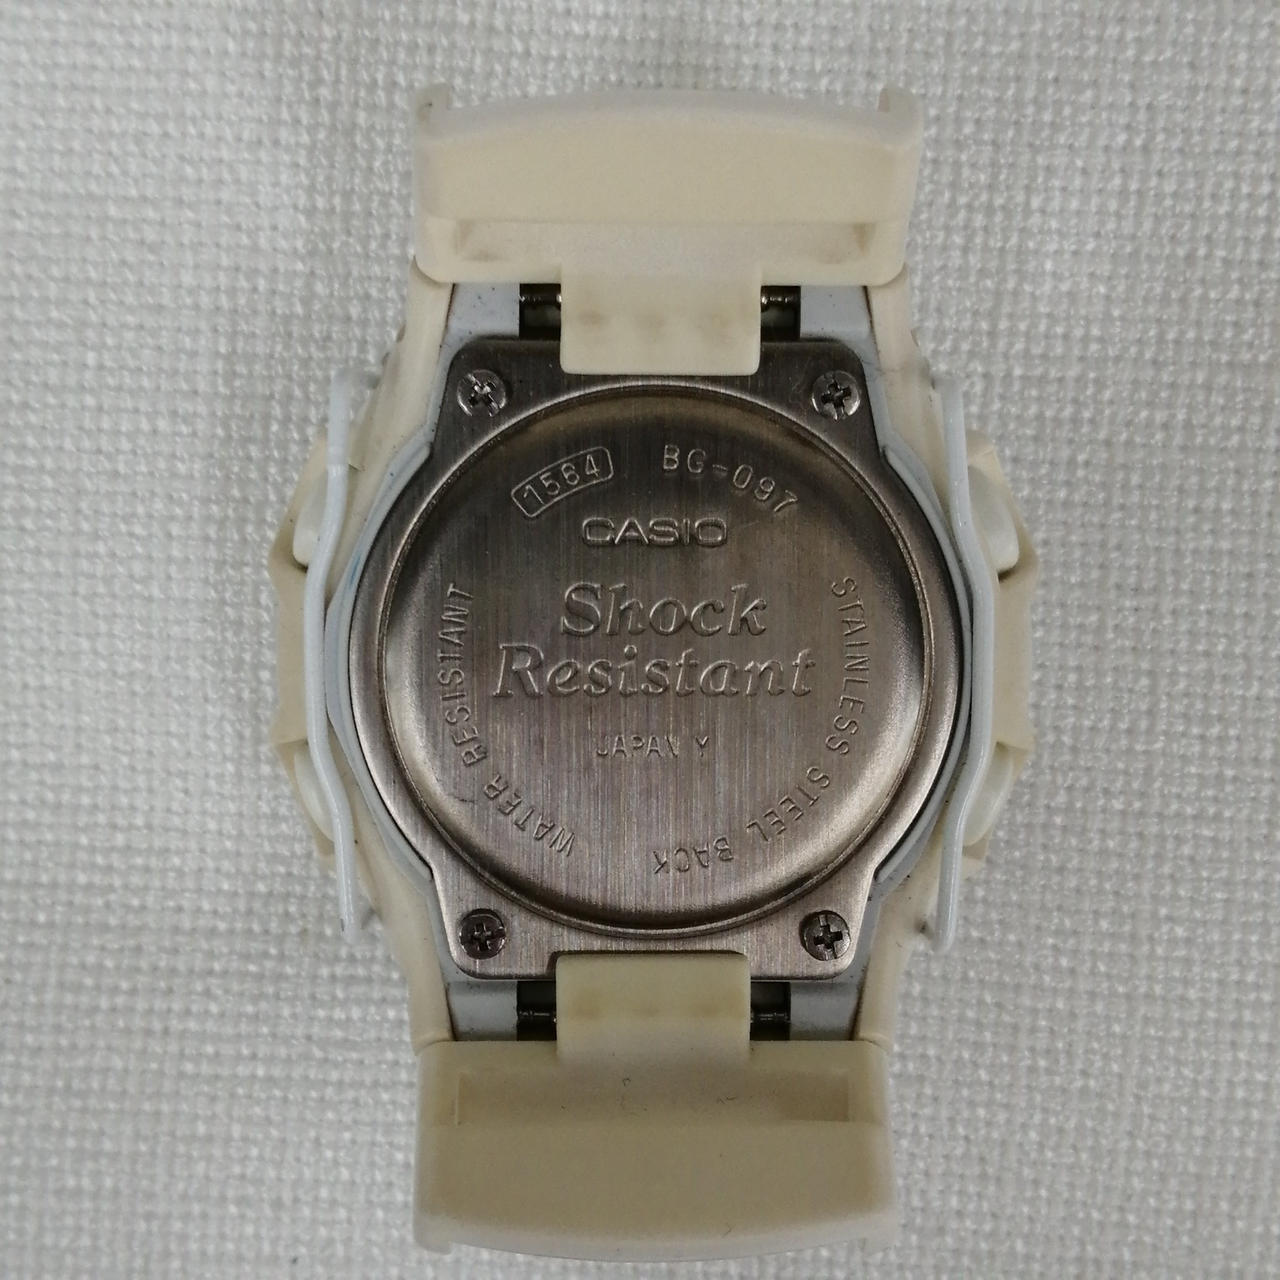 1564 BG-097
CASIO
Shock
Resistant
JAPAN Y
WATER RESISTANT
STAINLESS STEEL BACK